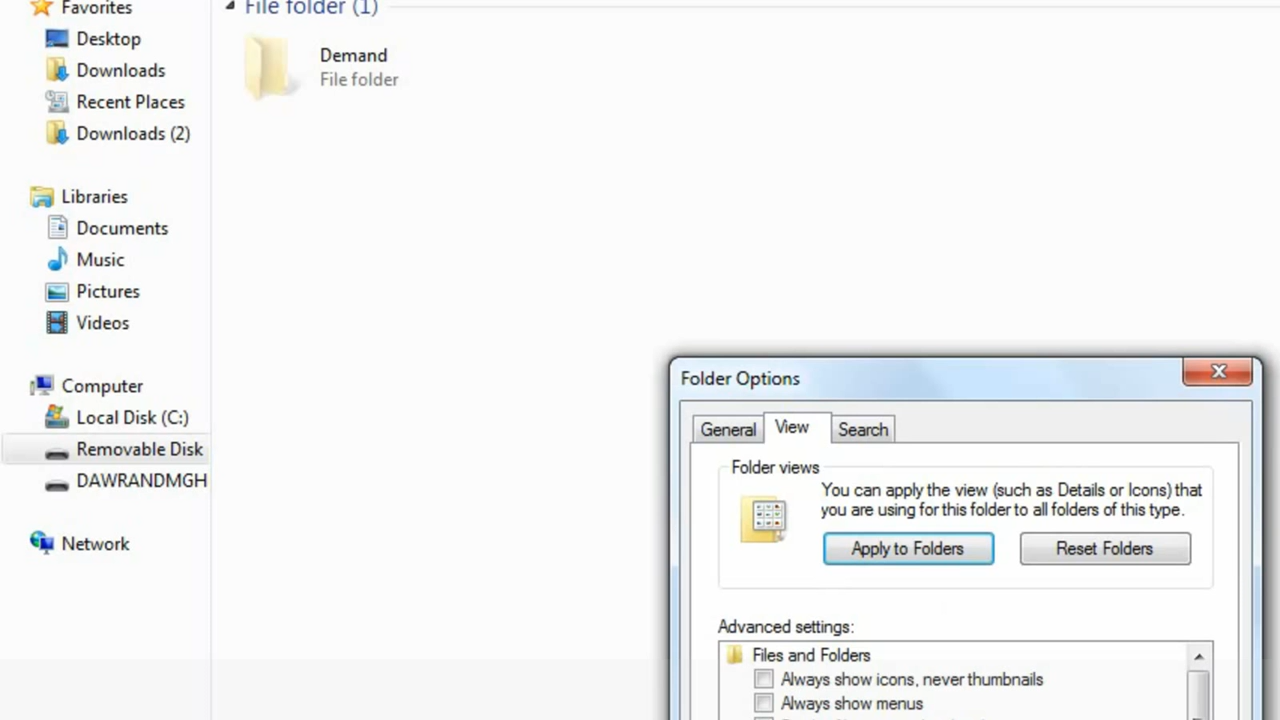 Favorites
Desktop
Downloads
Recent Places
Downloads (2)
Libraries
Documents
Music
Pictures
Videos
Computer
Local Disk (C:)
Removable Disk
DAWRANDMGH
Network
File folder (1)
Demand
File folder
Folder Options
General
View
Search
Folder views
You can apply the view (such as Details or Icons) that
you are using for this folder to all folders of this type.
Apply to Folders
Reset Folders
Advanced settings:
Files and Folders
Always show icons, never thumbnails
Always show menus